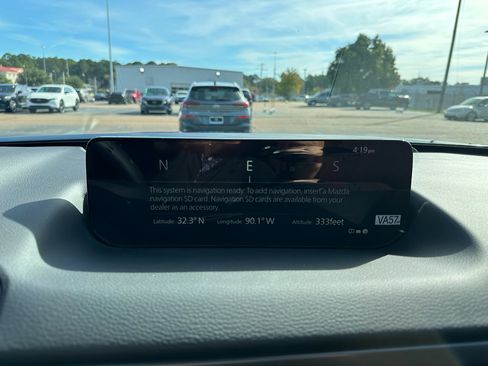 4:19 pm
N E S
This system is navigation ready. To add navigation, insert a Mazda
navigation SD card. Navigation SD cards are available from your
dealer as an accessory.
Latitude: 32.3° N Longitude: 90.1° W Altitude: 333feet
VA5Z